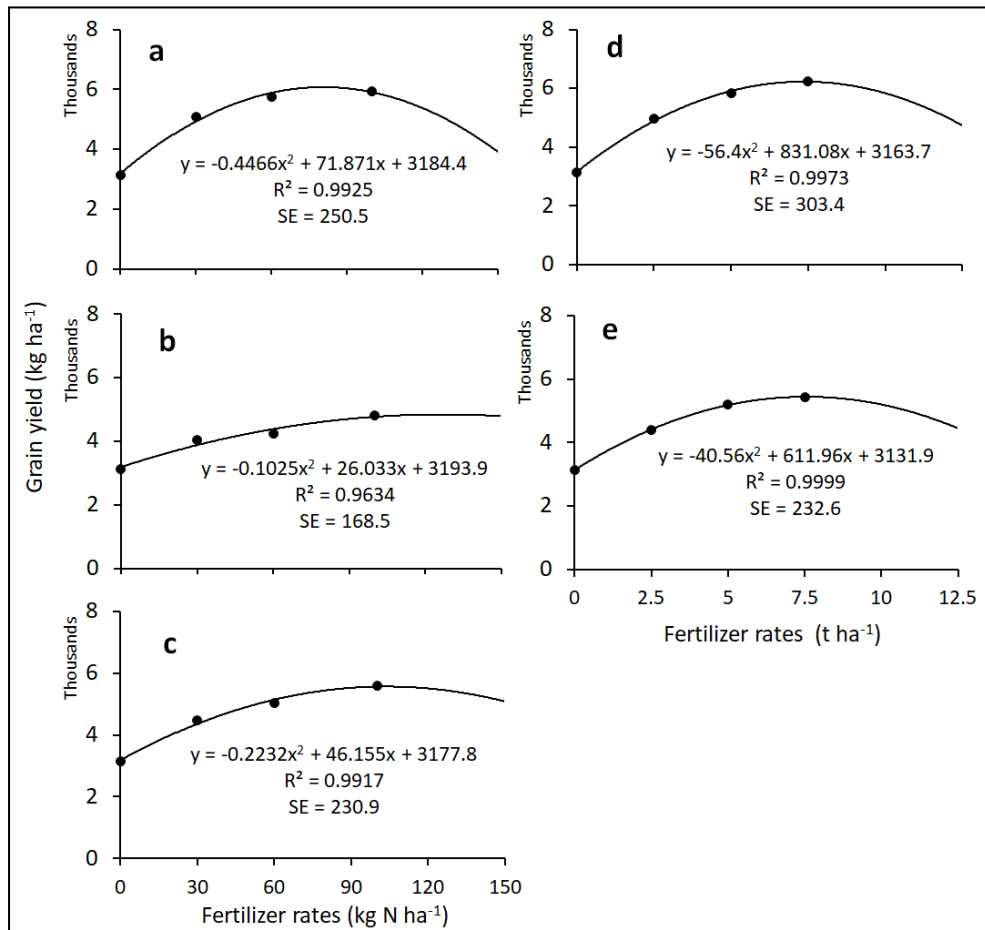 Grain yield (kg ha⁻¹)
a
Thousands
8
6
4
2
0
y = -0.4466x² + 71.871x + 3184.4
R² = 0.9925
SE = 250.5
b
Thousands
8
6
4
2
0
y = -0.1025x² + 26.033x + 3193.9
R² = 0.9634
SE = 168.5
c
Thousands
8
6
4
2
0
y = -0.2232x² + 46.155x + 3177.8
R² = 0.9917
SE = 230.9
0 30 60 90 120 150
Fertilizer rates (kg N ha⁻¹)
d
Thousands
8
6
4
2
0
y = -56.4x² + 831.08x + 3163.7
R² = 0.9973
SE = 303.4
e
Thousands
8
6
4
2
0
y = -40.56x² + 611.96x + 3131.9
R² = 0.9999
SE = 232.6
0 2.5 5 7.5 10 12.5
Fertilizer rates (t ha⁻¹)